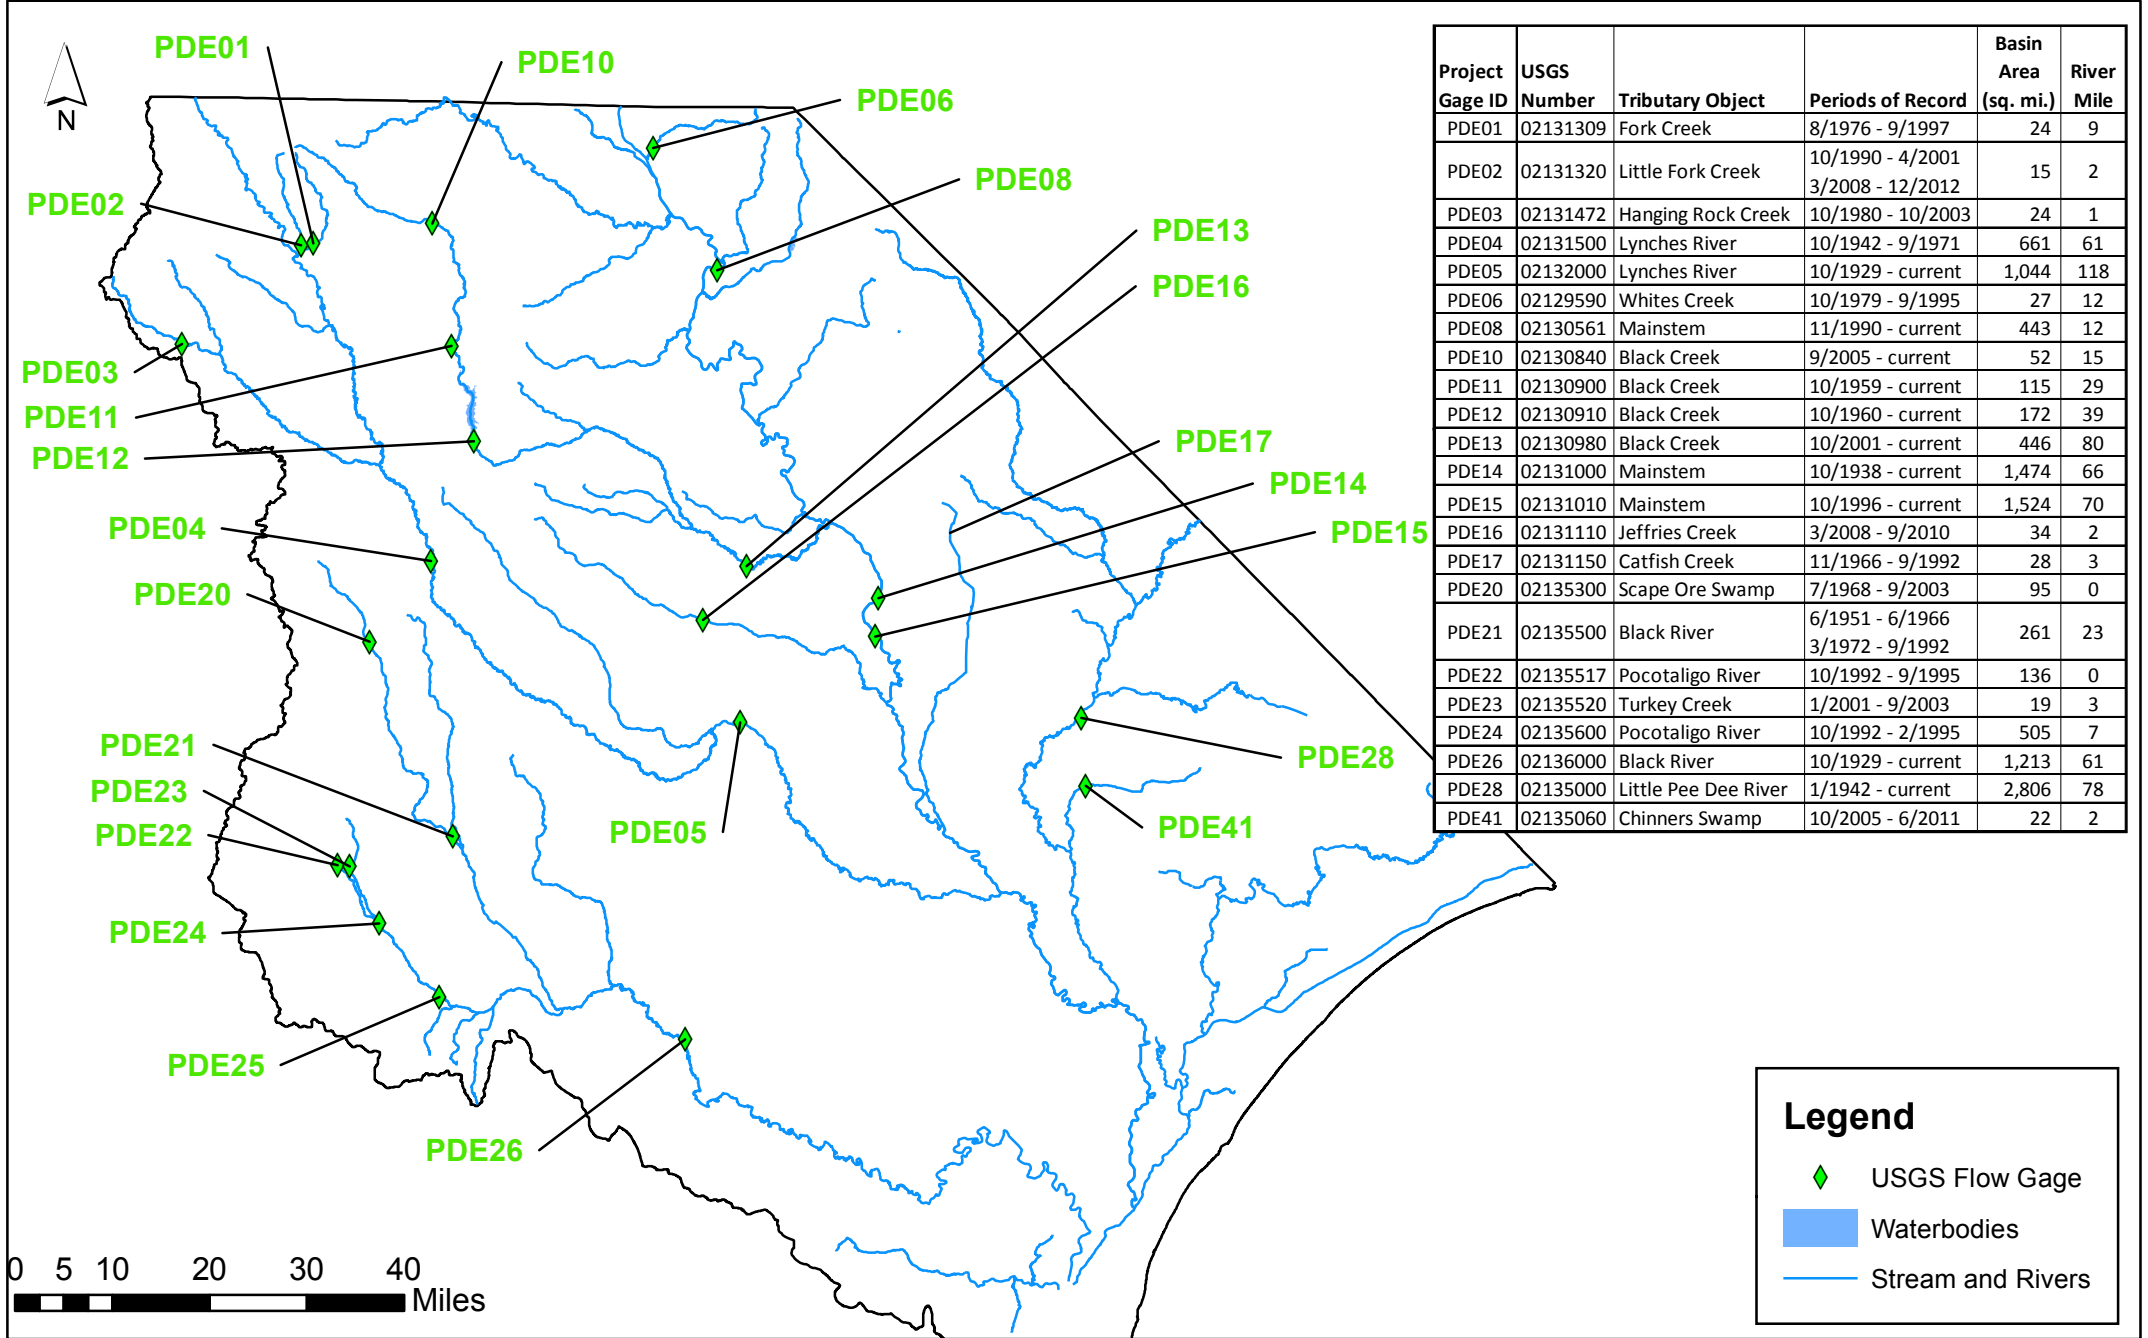 PDE01
PDE10
PDE06
N
PDE08
PDE02
PDE13
PDE16
PDE03
PDE11
PDE12
PDE17
PDE14
PDE04
PDE15
PDE20
PDE21
PDE28
PDE23
PDE22
PDE05
PDE41
PDE24
PDE25
PDE26
Project Gage ID USGS Number Tributary Object Periods of Record Basin Area (sq. mi.) River Mile
PDE01 02131309 Fork Creek 8/1976 - 9/1997 24 9
PDE02 02131320 Little Fork Creek 10/1990 - 4/2001 3/2008 - 12/2012 15 2
PDE03 02131472 Hanging Rock Creek 10/1980 - 10/2003 24 1
PDE04 02131500 Lynches River 10/1942 - 9/1971 661 61
PDE05 02132000 Lynches River 10/1929 - current 1,044 118
PDE06 02129590 Whites Creek 10/1979 - 9/1995 27 12
PDE08 02130561 Mainstem 11/1990 - current 443 12
PDE10 02130840 Black Creek 9/2005 - current 52 15
PDE11 02130900 Black Creek 10/1959 - current 115 29
PDE12 02130910 Black Creek 10/1960 - current 172 39
PDE13 02130980 Black Creek 10/2001 - current 446 80
PDE14 02131000 Mainstem 10/1938 - current 1,474 66
PDE15 02131010 Mainstem 10/1996 - current 1,524 70
PDE16 02131110 Jeffries Creek 3/2008 - 9/2010 34 2
PDE17 02131150 Catfish Creek 11/1966 - 9/1992 28 3
PDE20 02135300 Scape Ore Swamp 7/1968 - 9/2003 95 0
PDE21 02135500 Black River 6/1951 - 6/1966 3/1972 - 9/1992 261 23
PDE22 02135517 Pocotaligo River 10/1992 - 9/1995 136 0
PDE23 02135520 Turkey Creek 1/2001 - 9/2003 19 3
PDE24 02135600 Pocotaligo River 10/1992 - 2/1995 505 7
PDE26 02136000 Black River 10/1929 - current 1,213 61
PDE28 02135000 Little Pee Dee River 1/1942 - current 2,806 78
PDE41 02135060 Chinners Swamp 10/2005 - 6/2011 22 2
Legend
USGS Flow Gage
Waterbodies
Stream and Rivers
0 5 10 20 30 40
Miles